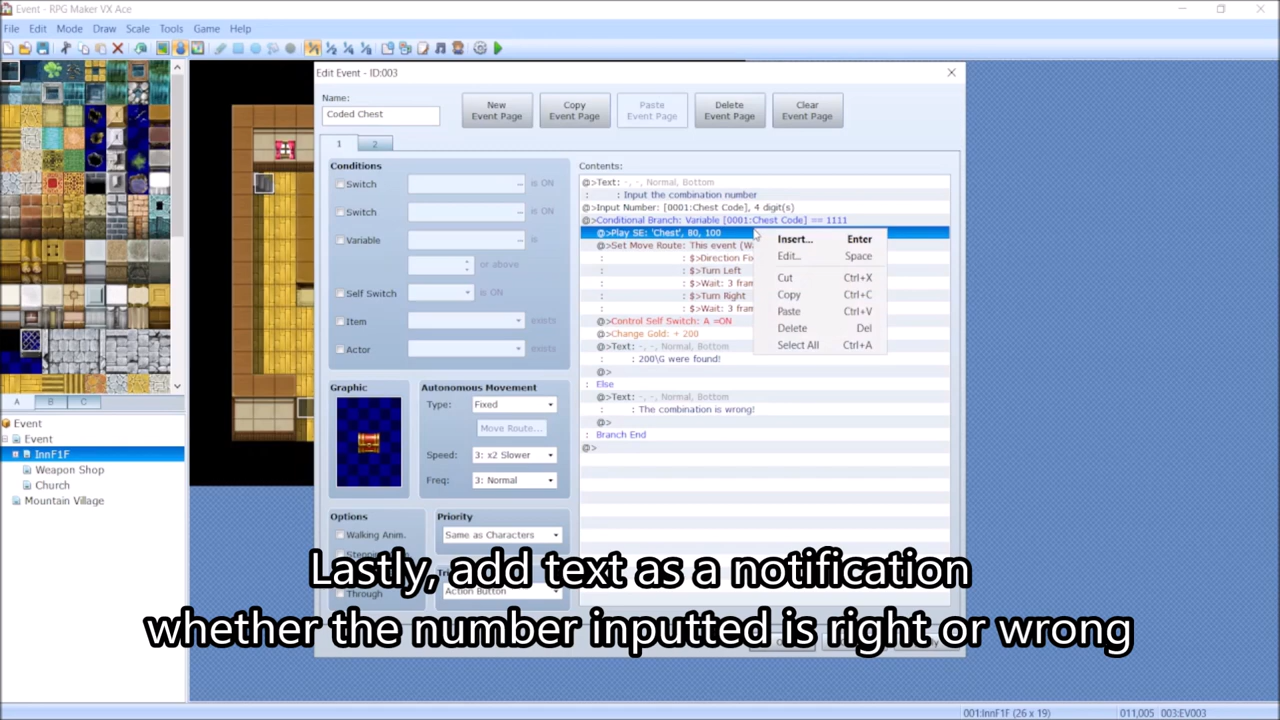 Event - RPG Maker VX Ace
File Edit Mode Draw Scale Tools Game Help
Edit Event - ID:003
Name:
Coded Chest
New Event Page
Copy Event Page
Paste Event Page
Delete Event Page
Clear Event Page
1 2
Conditions
Switch ... is ON
Switch ... is ON
Variable ... is
or above
Self Switch is ON
Item exists
Actor exists
Graphic
Autonomous Movement
Type: Fixed
Move Route...
Speed: 3: x2 Slower
Freq: 3: Normal
Options
Walking Anim.
Through
Priority
Same as Characters
Action Button
Contents:
@>Text: -, -, Normal, Bottom
: : Input the combination number
@>Input Number: [0001:Chest Code], 4 digit(s)
@>Conditional Branch: Variable [0001:Chest Code] == 1111
@>Play SE: 'Chest', 80, 100
@>Set Move Route: This event (Wa
: : $>Direction Fi
: : $>Turn Left
: : $>Wait: 3 fram
: : $>Turn Right
: : $>Wait: 3 fram
@>Control Self Switch: A =ON
@>Change Gold: + 200
@>Text: -, -, Normal, Bottom
: : 200\G were found!
@>
: Else
@>Text: -, -, Normal, Bottom
: : The combination is wrong!
@>
: Branch End
@>
Insert... Enter
Edit... Space
Cut Ctrl+X
Copy Ctrl+C
Paste Ctrl+V
Delete Del
Select All Ctrl+A
A B C
Event
Event
InnF1F
Weapon Shop
Church
Mountain Village
Lastly, add text as a notification
whether the number inputted is right or wrong
001:InnF1F (26 x 19) 011,005 003:EV003